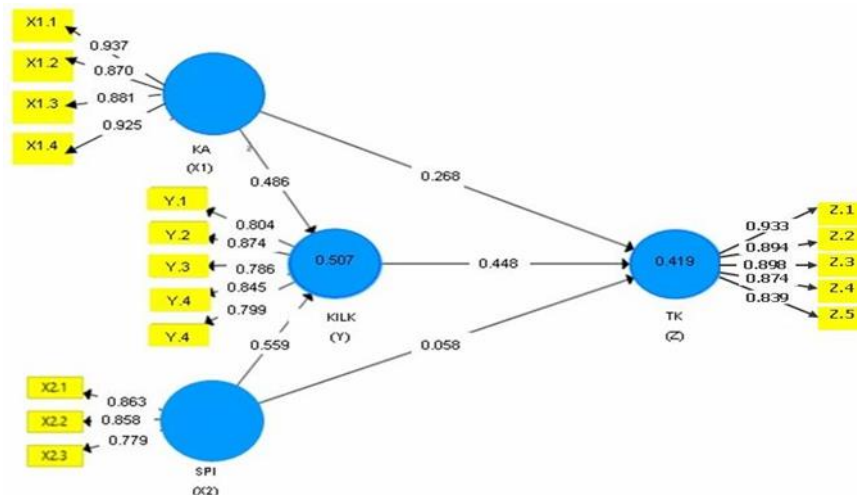 X1.1
0.937
X1.2
0.870
X1.3
0.881
X1.4
0.925
KA
(X1)
0.486
0.268
Y.1
0.804
Y.2
0.874
Y.3
0.786
Y.4
0.845
Y.4
0.799
0.507
KILK
(Y)
0.448
0.559
0.058
0.419
TK
(Z)
Z.1
0.933
Z.2
0.894
Z.3
0.898
Z.4
0.874
Z.5
0.839
X2.1
0.863
X2.2
0.858
X2.3
0.779
SPI
(X2)